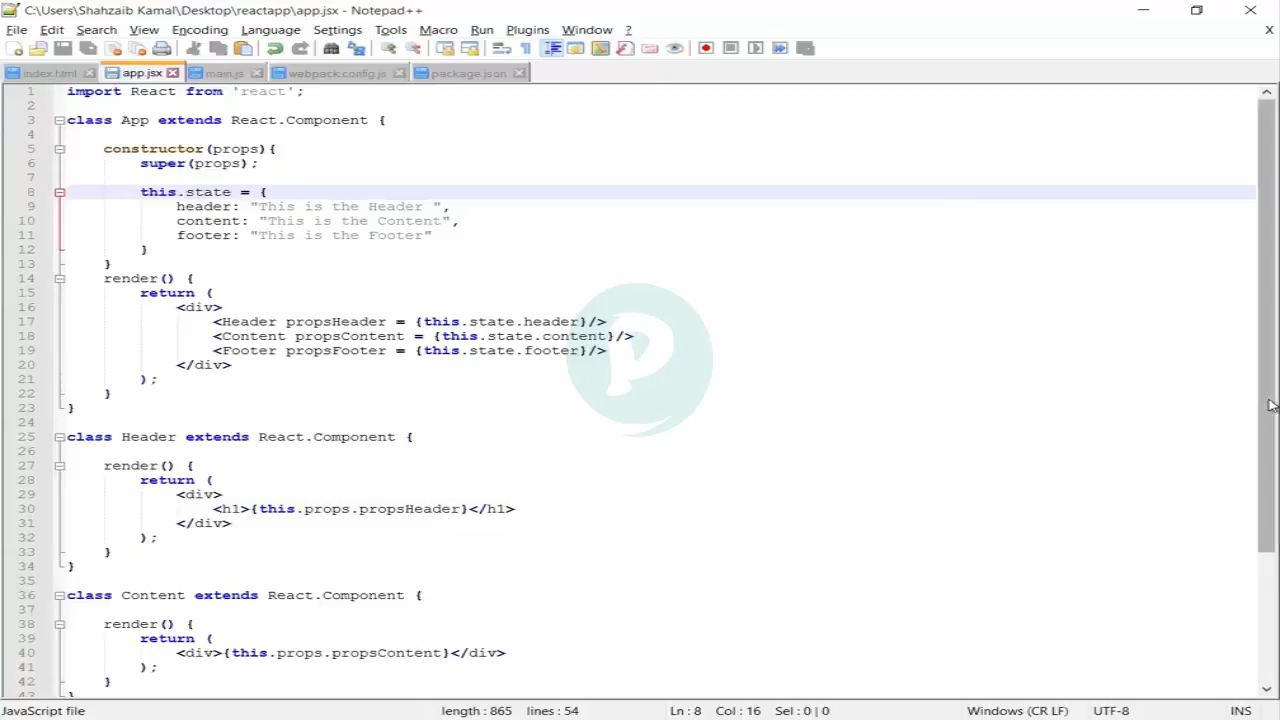 C:\Users\Shahzaib Kamal\Desktop\reactapp\app.jsx - Notepad++
File Edit Search View Encoding Language Settings Tools Macro Run Plugins Window ? X
index.html app.jsx main.js webpack.config.js package.json
1 import React from 'react';
2
3 class App extends React.Component {
4
5 constructor(props){
6 super(props);
7
8 this.state = {
9 header: "This is the Header ",
10 content: "This is the Content",
11 footer: "This is the Footer"
12 }
13 }
14 render() {
15 return (
16 <div>
17 <Header propsHeader = {this.state.header}/>
18 <Content propsContent = {this.state.content}/>
19 <Footer propsFooter = {this.state.footer}/>
20 </div>
21 );
22 }
23 }
24
25 class Header extends React.Component {
26
27 render() {
28 return (
29 <div>
30 <h1>{this.props.propsHeader}</h1>
31 </div>
32 );
33 }
34 }
35
36 class Content extends React.Component {
37
38 render() {
39 return (
40 <div>{this.props.propsContent}</div>
41 );
42 }
43 }
JavaScript file length : 865 lines : 54 Ln : 8 Col : 16 Sel : 0 | 0 Windows (CR LF) UTF-8 INS